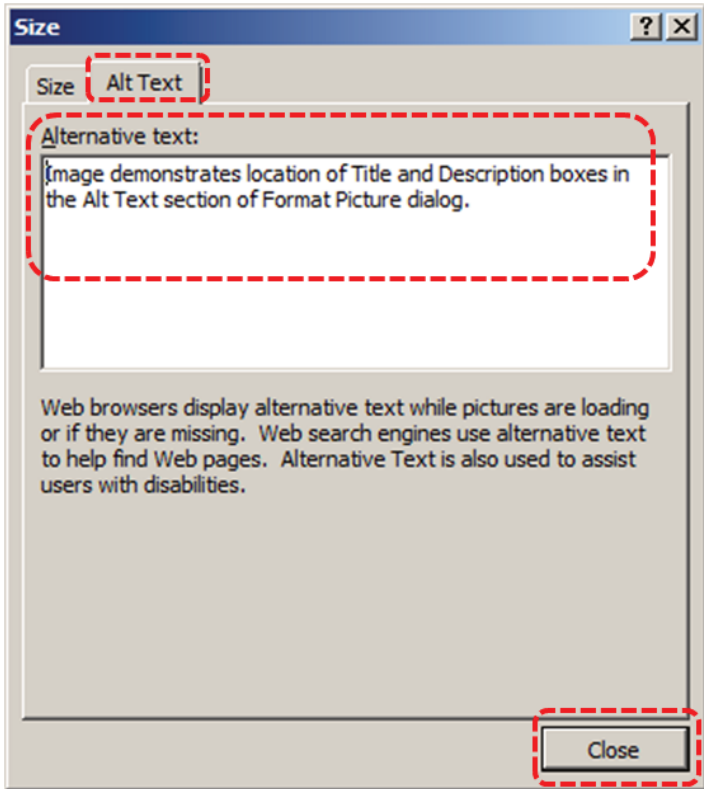 Size
Size
Alt Text
Alternative text:
Image demonstrates location of Title and Description boxes in
the Alt Text section of Format Picture dialog.
Web browsers display alternative text while pictures are loading
or if they are missing.  Web search engines use alternative text
to help find Web pages.  Alternative Text is also used to assist
users with disabilities.
Close